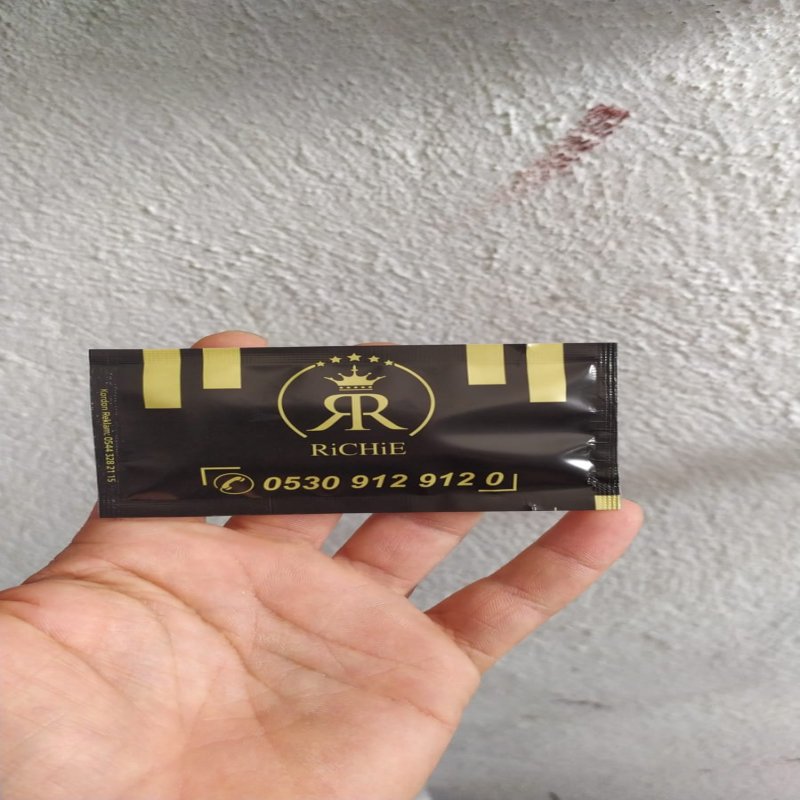 RR
RiCHiE
0530 912 912 0
Kordon Reklam: 0544 328 21 15